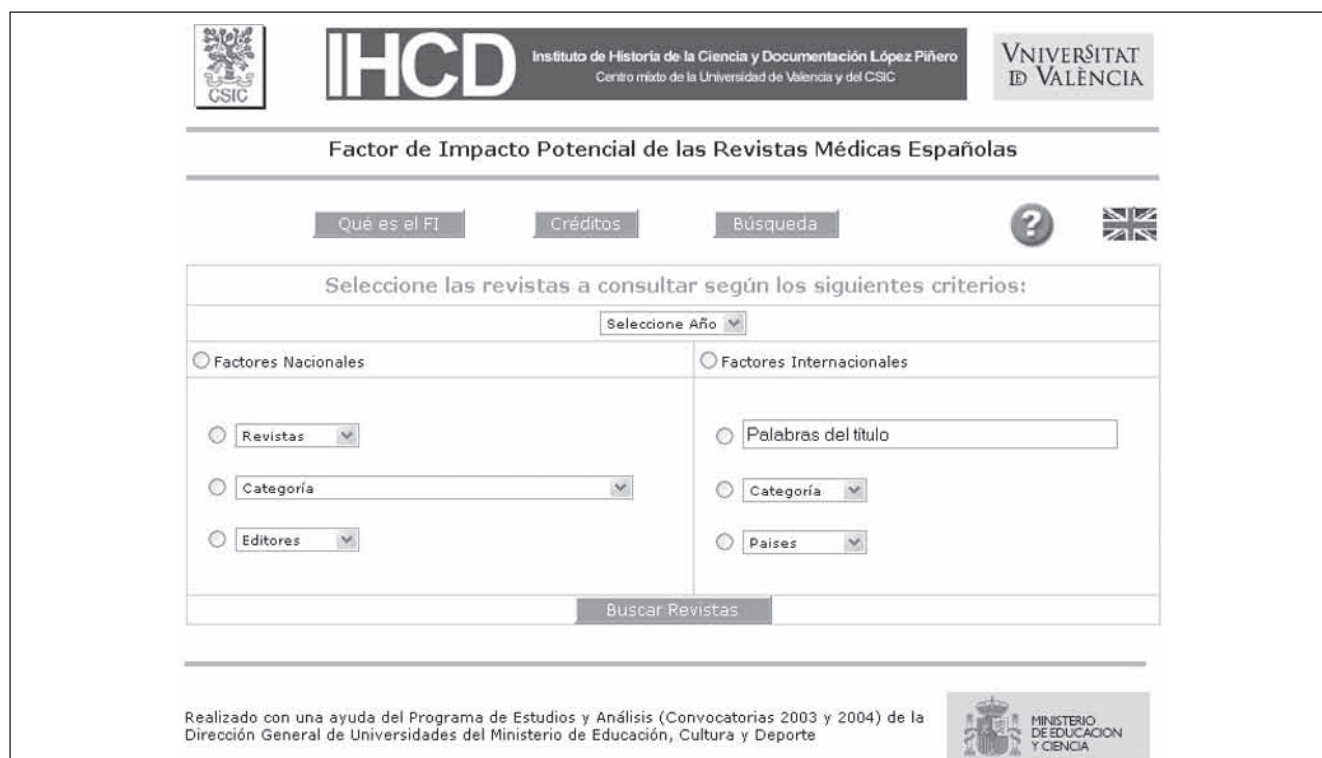 CSIC
IHCD
Instituto de Historia de la Ciencia y Documentación López Piñero
Centro mixto de la Universidad de Valencia y del CSIC
VNIVERSITAT
D VALÈNCIA
Factor de Impacto Potencial de las Revistas Médicas Españolas
Qué es el FI
Créditos
Búsqueda
?
Seleccione las revistas a consultar según los siguientes criterios:
Seleccione Año
Factores Nacionales
Factores Internacionales
Revistas
Palabras del título
Categoría
Categoría
Editores
Paises
Buscar Revistas
Realizado con una ayuda del Programa de Estudios y Análisis (Convocatorias 2003 y 2004) de la
Dirección General de Universidades del Ministerio de Educación, Cultura y Deporte
MINISTERIO
DE EDUCACION
Y CIENCIA